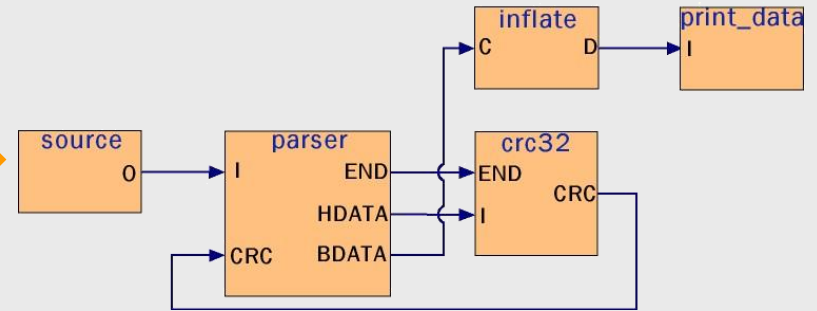 inflate
print_data
C
D
I
source
parser
crc32
O
I
END
END
CRC
HDATA
I
CRC
BDATA